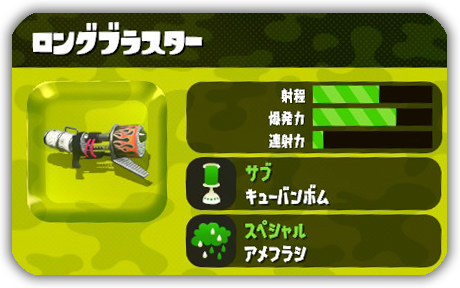 ロングブラスター
射程
爆発力
連射力
サブ
キューバンボム
スペシャル
アメフラシ